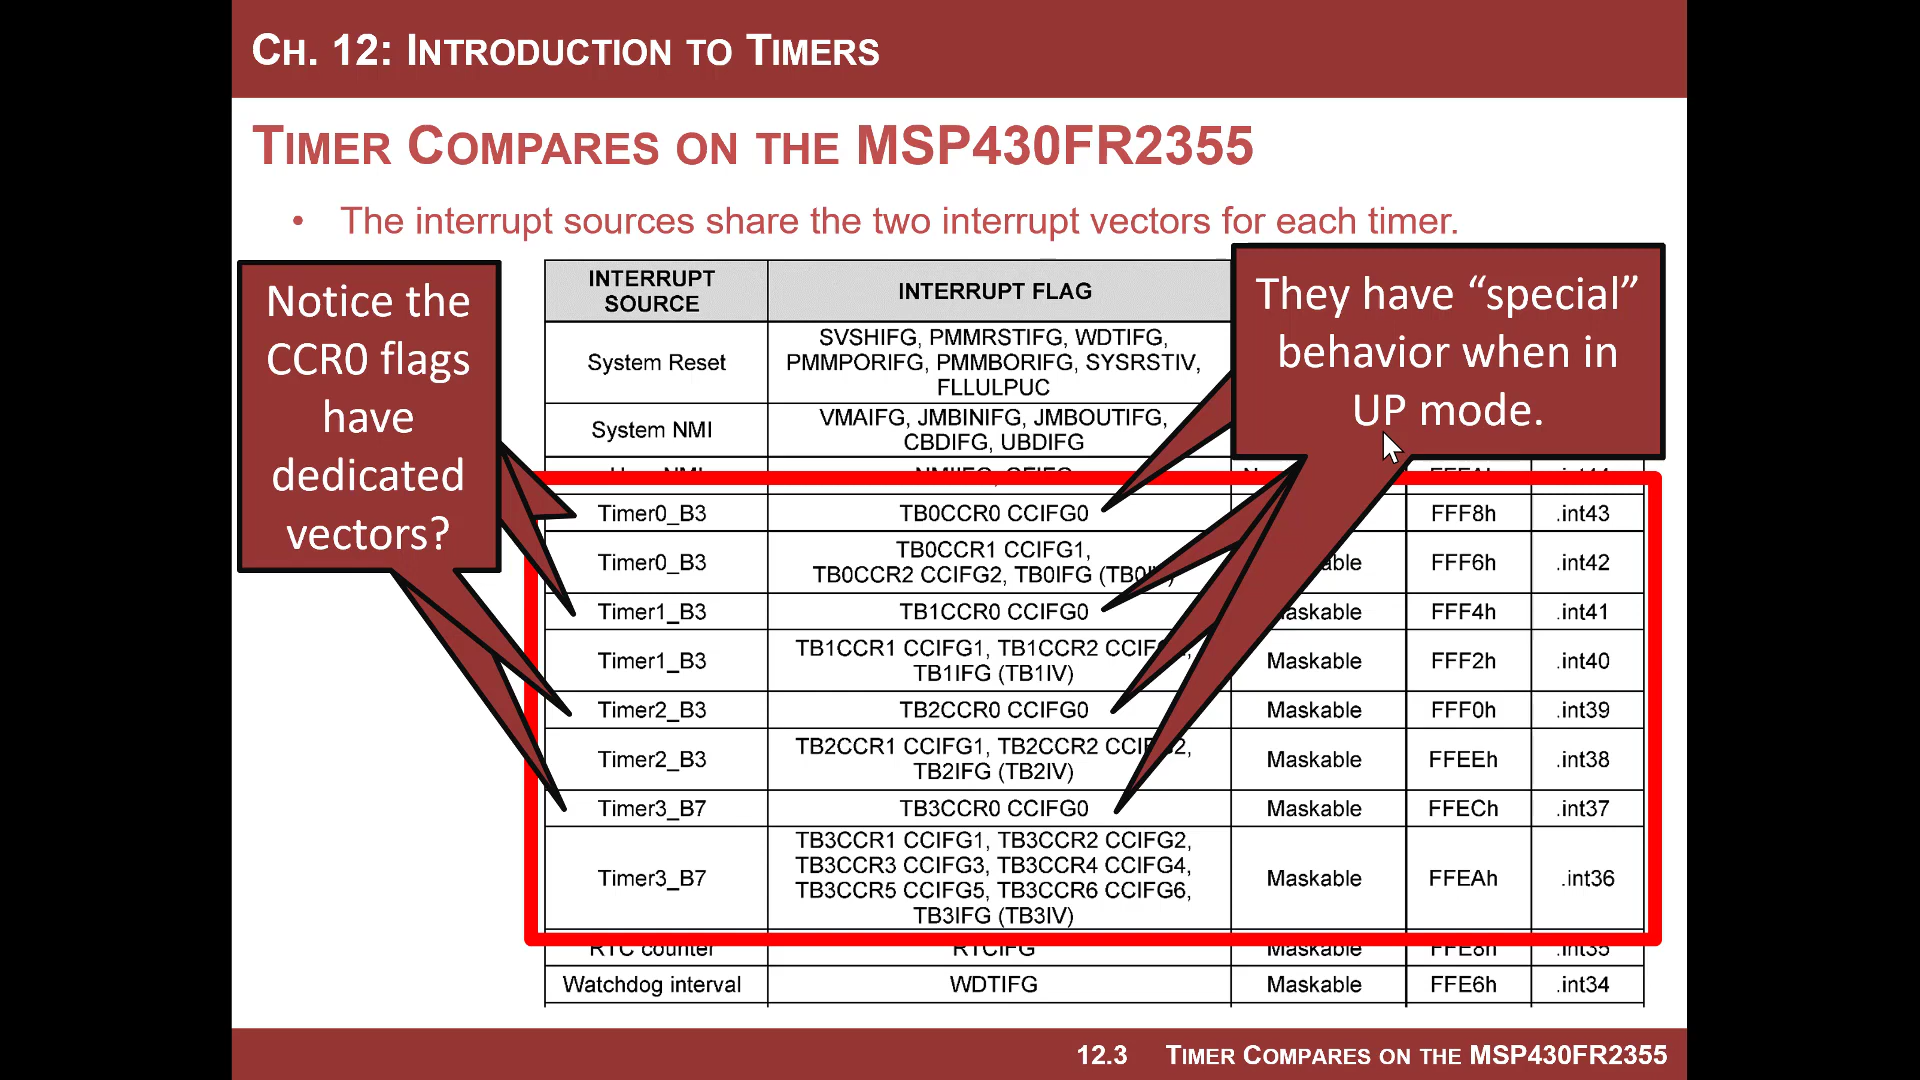 CH. 12: INTRODUCTION TO TIMERS
TIMER COMPARES ON THE MSP430FR2355
• The interrupt sources share the two interrupt vectors for each timer.
Notice the
CCR0 flags
have
dedicated
vectors?
They have “special”
behavior when in
UP mode.
INTERRUPT
SOURCE
INTERRUPT FLAG
System Reset
SVSHIFG, PMMRSTIFG, WDTIFG,
PMMPORIFG, PMMBORIFG, SYSRSTIV,
FLLULPUC
System NMI
VMAIFG, JMBINIFG, JMBOUTIFG,
CBDIFG, UBDIFG
Timer0_B3 TB0CCR0 CCIFG0 FFF8h .int43
Timer0_B3
TB0CCR1 CCIFG1,
TB0CCR2 CCIFG2, TB0IFG
FFF6h .int42
Timer1_B3 TB1CCR0 CCIFG0 FFF4h .int41
Timer1_B3
TB1CCR1 CCIFG1, TB1CCR2
TB1IFG (TB1IV)
Maskable FFF2h .int40
Timer2_B3 TB2CCR0 CCIFG0 Maskable FFF0h .int39
Timer2_B3
TB2CCR1 CCIFG1, TB2CCR2
TB2IFG (TB2IV)
Maskable FFEEh .int38
Timer3_B7 TB3CCR0 CCIFG0 Maskable FFECh .int37
Timer3_B7
TB3CCR1 CCIFG1, TB3CCR2 CCIFG2,
TB3CCR3 CCIFG3, TB3CCR4 CCIFG4,
TB3CCR5 CCIFG5, TB3CCR6 CCIFG6,
TB3IFG (TB3IV)
Maskable FFEAh .int36
RTC counter RTCIFG Maskable FFE8h .int35
Watchdog interval WDTIFG Maskable FFE6h .int34
12.3 TIMER COMPARES ON THE MSP430FR2355